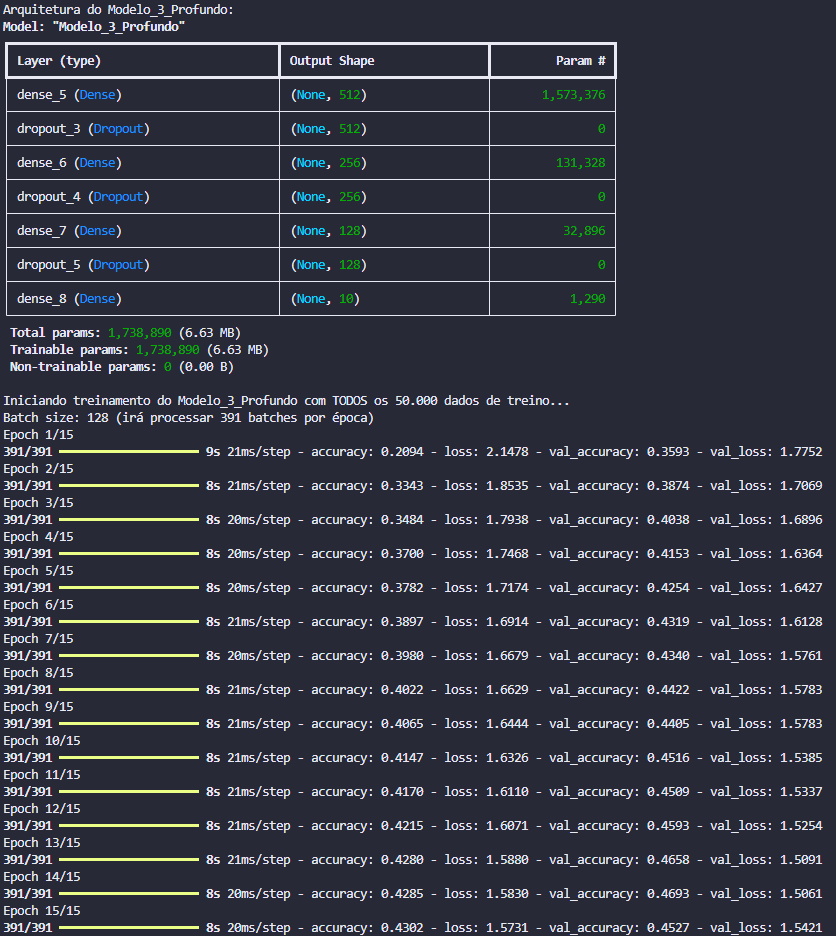 Arquitetura do Modelo_3_Profundo:
Model: "Modelo_3_Profundo"
Layer (type) Output Shape Param #
dense_5 (Dense) (None, 512) 1,573,376
dropout_3 (Dropout) (None, 512) 0
dense_6 (Dense) (None, 256) 131,328
dropout_4 (Dropout) (None, 256) 0
dense_7 (Dense) (None, 128) 32,896
dropout_5 (Dropout) (None, 128) 0
dense_8 (Dense) (None, 10) 1,290
Total params: 1,738,890 (6.63 MB)
Trainable params: 1,738,890 (6.63 MB)
Non-trainable params: 0 (0.00 B)
Iniciando treinamento do Modelo_3_Profundo com TODOS os 50.000 dados de treino...
Batch size: 128 (irá processar 391 batches por época)
Epoch 1/15
391/391 9s 21ms/step - accuracy: 0.2094 - loss: 2.1478 - val_accuracy: 0.3593 - val_loss: 1.7752
Epoch 2/15
391/391 8s 21ms/step - accuracy: 0.3343 - loss: 1.8535 - val_accuracy: 0.3874 - val_loss: 1.7069
Epoch 3/15
391/391 8s 20ms/step - accuracy: 0.3484 - loss: 1.7938 - val_accuracy: 0.4038 - val_loss: 1.6896
Epoch 4/15
391/391 8s 20ms/step - accuracy: 0.3700 - loss: 1.7468 - val_accuracy: 0.4153 - val_loss: 1.6364
Epoch 5/15
391/391 8s 20ms/step - accuracy: 0.3782 - loss: 1.7174 - val_accuracy: 0.4254 - val_loss: 1.6427
Epoch 6/15
391/391 8s 21ms/step - accuracy: 0.3897 - loss: 1.6914 - val_accuracy: 0.4319 - val_loss: 1.6128
Epoch 7/15
391/391 8s 20ms/step - accuracy: 0.3980 - loss: 1.6679 - val_accuracy: 0.4340 - val_loss: 1.5761
Epoch 8/15
391/391 8s 21ms/step - accuracy: 0.4022 - loss: 1.6629 - val_accuracy: 0.4422 - val_loss: 1.5783
Epoch 9/15
391/391 8s 21ms/step - accuracy: 0.4065 - loss: 1.6444 - val_accuracy: 0.4405 - val_loss: 1.5783
Epoch 10/15
391/391 8s 21ms/step - accuracy: 0.4147 - loss: 1.6326 - val_accuracy: 0.4516 - val_loss: 1.5385
Epoch 11/15
391/391 8s 21ms/step - accuracy: 0.4170 - loss: 1.6110 - val_accuracy: 0.4509 - val_loss: 1.5337
Epoch 12/15
391/391 8s 21ms/step - accuracy: 0.4215 - loss: 1.6071 - val_accuracy: 0.4593 - val_loss: 1.5254
Epoch 13/15
391/391 8s 21ms/step - accuracy: 0.4280 - loss: 1.5880 - val_accuracy: 0.4658 - val_loss: 1.5091
Epoch 14/15
391/391 8s 20ms/step - accuracy: 0.4285 - loss: 1.5830 - val_accuracy: 0.4693 - val_loss: 1.5061
Epoch 15/15
391/391 8s 20ms/step - accuracy: 0.4302 - loss: 1.5731 - val_accuracy: 0.4527 - val_loss: 1.5421